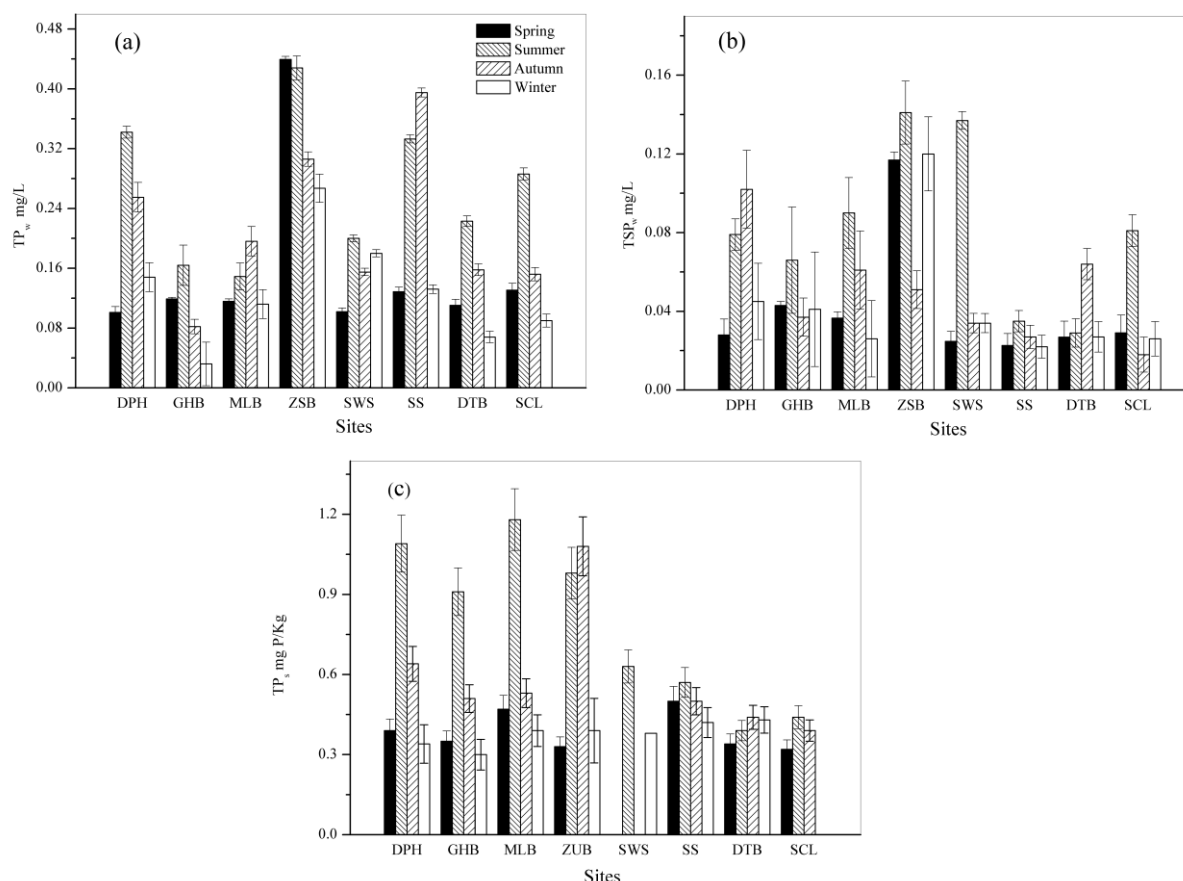 (a)
Spring
Summer
Autumn
Winter
TPw mg/L
0.48
0.40
0.32
0.24
0.16
0.08
0.00
DPH GHB MLB ZSB SWS SS DTB SCL
Sites
(b)
TSPw mg/L
0.16
0.12
0.08
0.04
0.00
DPH GHB MLB ZSB SWS SS DTB SCL
Sites
(c)
TPs mg P/Kg
1.2
0.9
0.6
0.3
0.0
DPH GHB MLB ZUB SWS SS DTB SCL
Sites